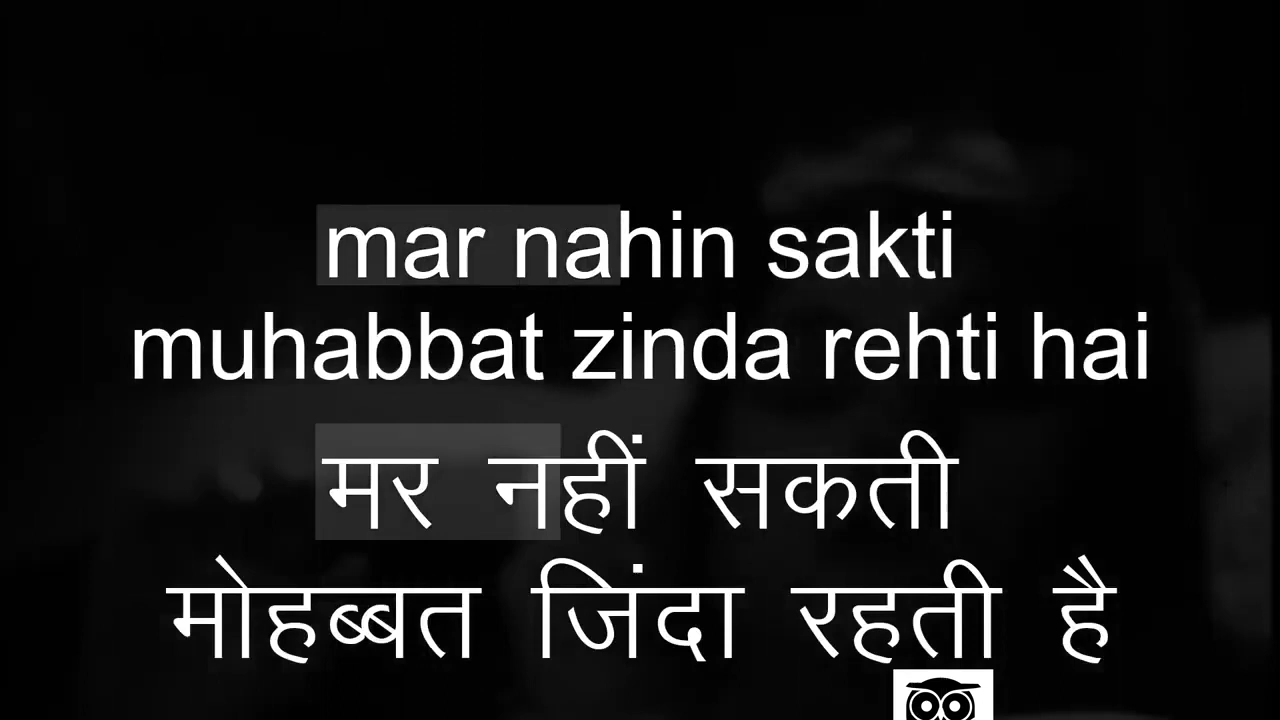 mar nahin sakti
muhabbat zinda rehti hai
मर नहीं सकती
मोहब्बत जिंदा रहती है